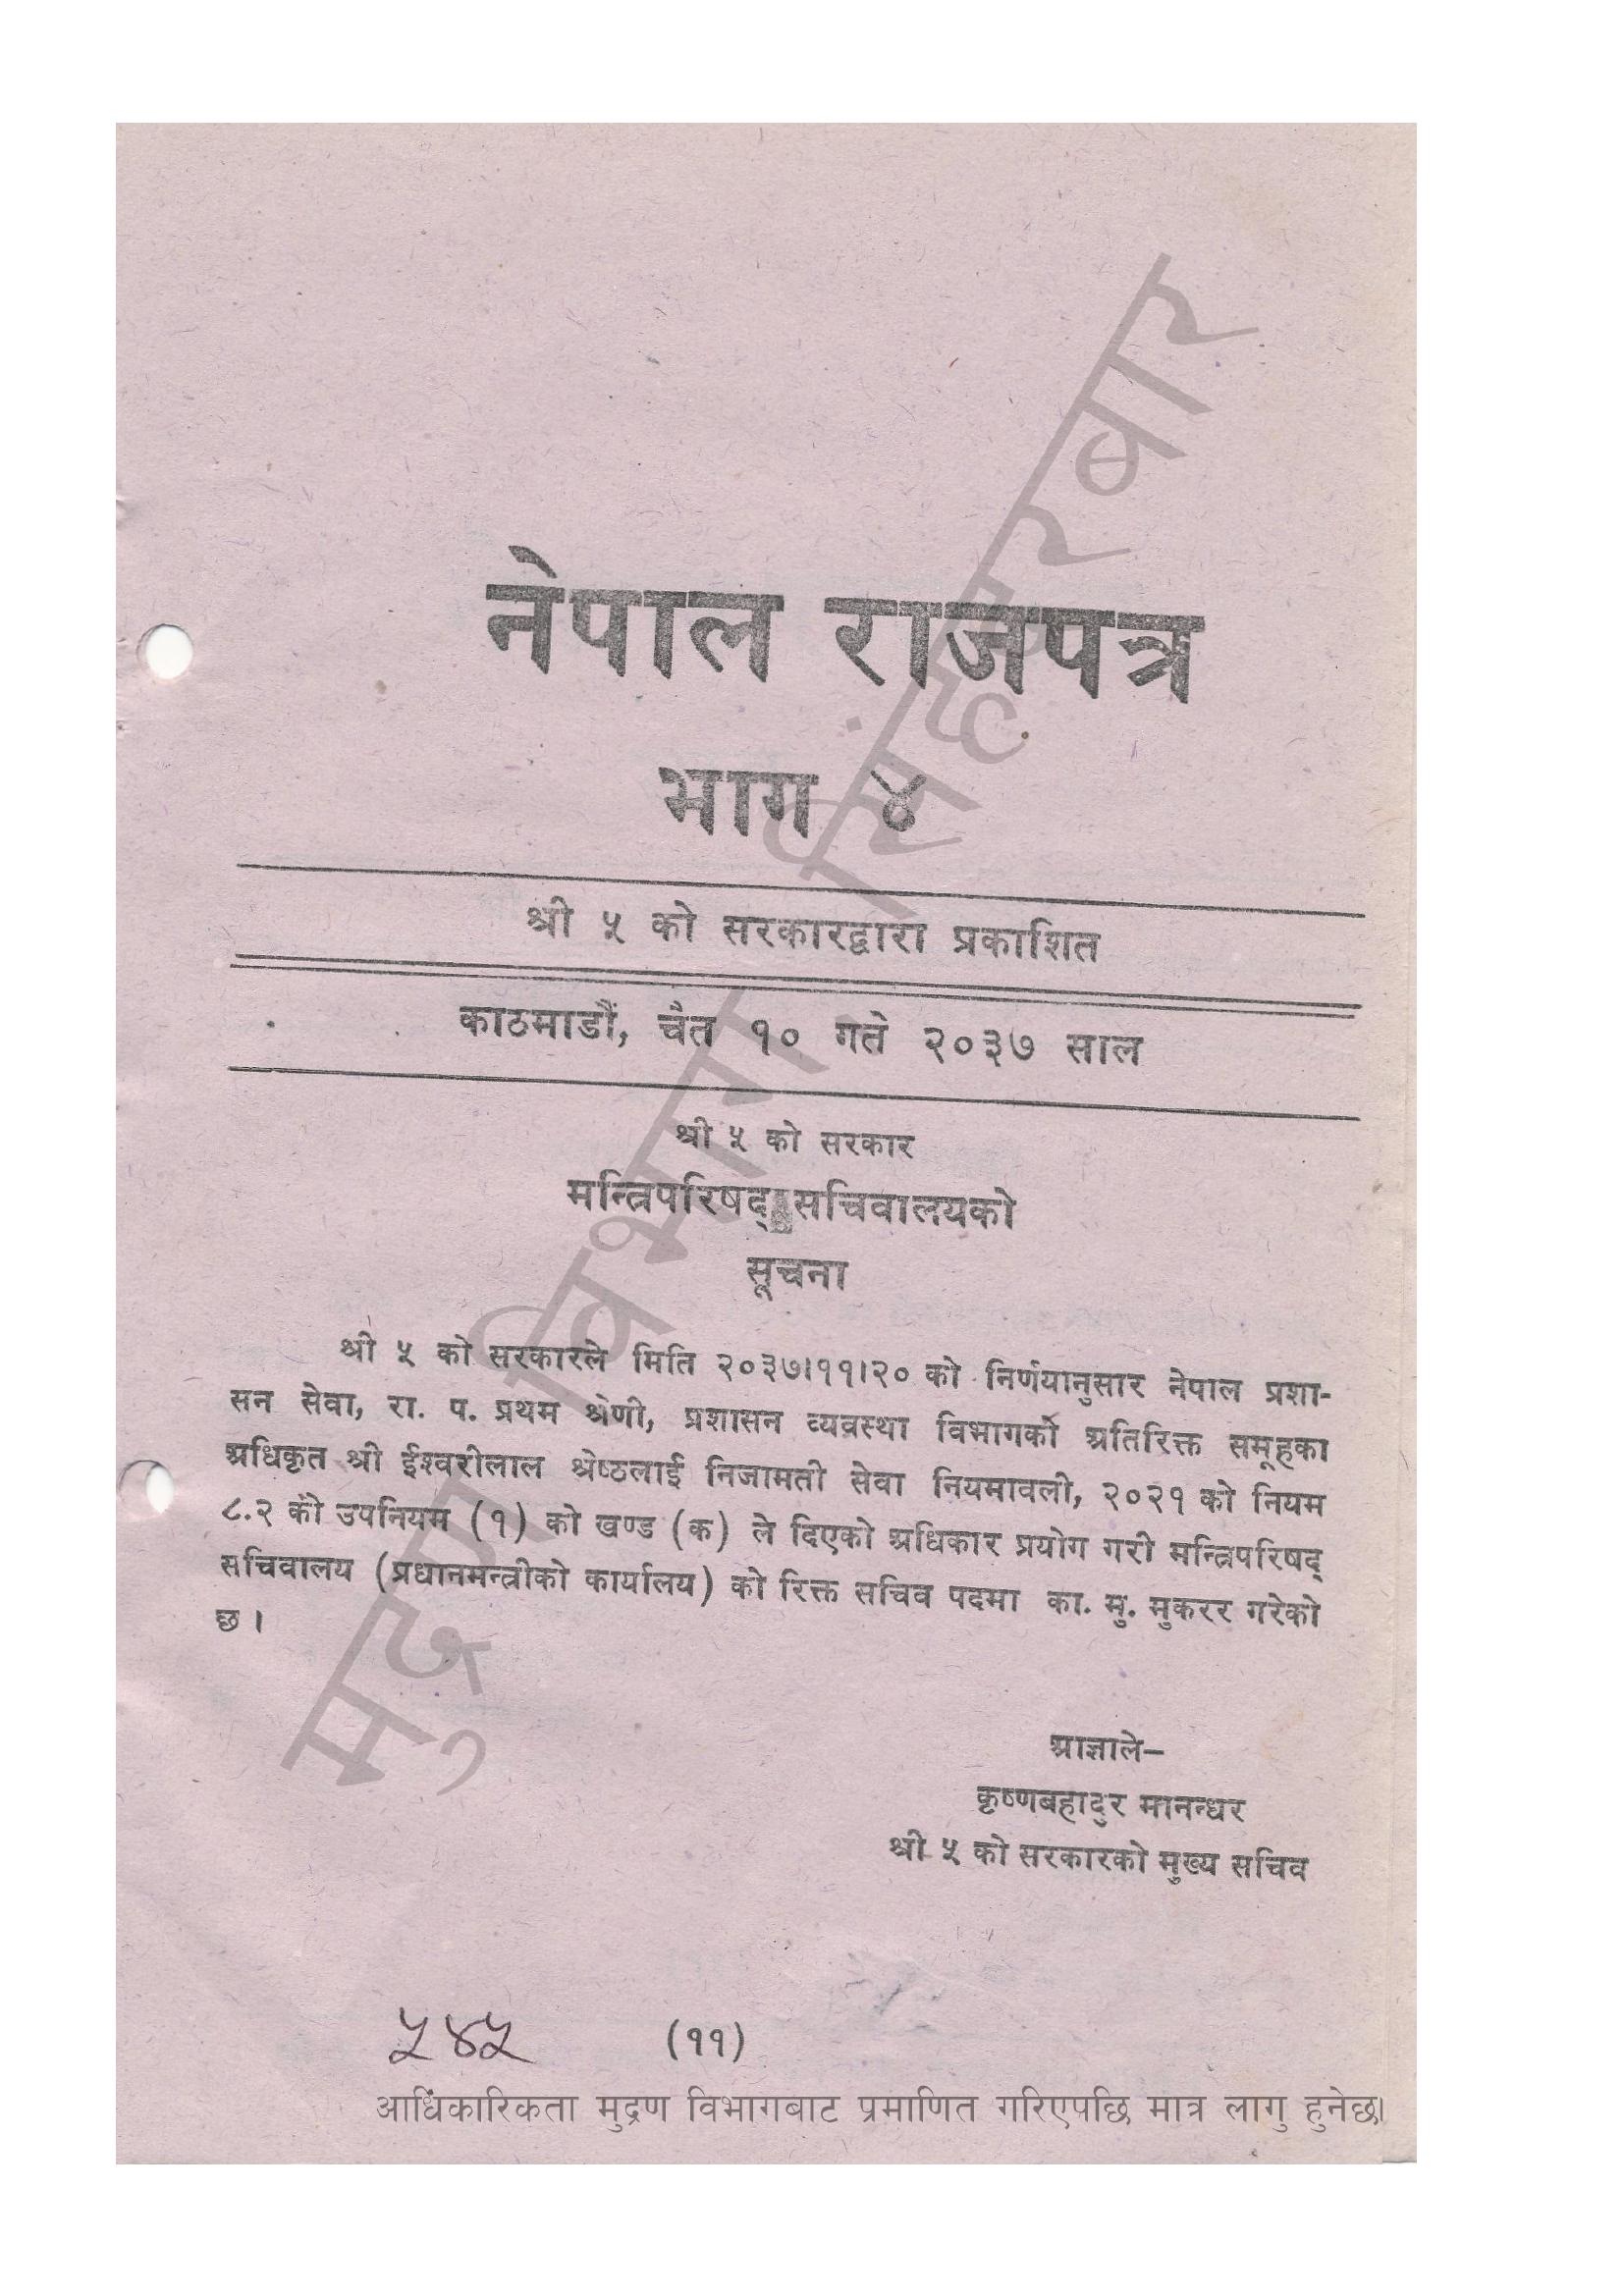 नेपाल राजपत्र
भाग ४
श्री ५ को सरकारद्वारा प्रकाशित
काठमाडौं, चैत १० गते २०३७ साल
श्री ५ को सरकार
मन्त्रिपरिषद् सचिवालयको
सूचना
श्री ५ को सरकारले मिति २०३७।११।२० को निर्णयानुसार नेपाल प्रशा-
सन सेवा, रा. प. प्रथम श्रेणी, प्रशासन व्यवस्था विभागको अतिरिक्त समूहका
अधिकृत श्री ईश्वरीलाल श्रेष्ठलाई निजामती सेवा नियमावली, २०२१ को नियम
८.२ को उपनियम (१) को खण्ड (क) ले दिएको अधिकार प्रयोग गरी मन्त्रिपरिषद्
सचिवालय (प्रधानमन्त्रीको कार्यालय) को रिक्त सचिव पदमा का. मु. मुकरर गरेको
छ ।
आज्ञाले–
कृष्णबहादुर मानन्धर
श्री ५ को सरकारको मुख्य सचिव
५४५ (११)
आधिकारिकता मुद्रण विभागबाट प्रमाणित गरिएपछि मात्र लागु हुनेछ।
मुद्रण विभाग, सिंहदरबार